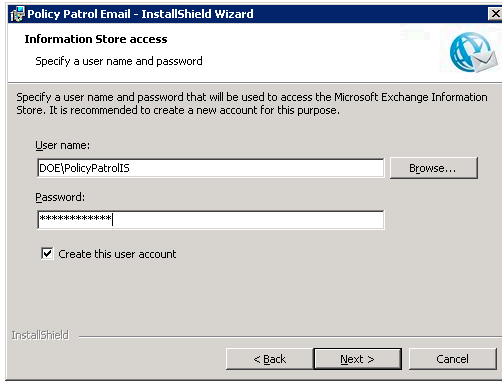 Policy Patrol Email - InstallShield Wizard
Information Store access
Specify a user name and password
Specify a user name and password that will be used to access the Microsoft Exchange Information
Store. It is recommended to create a new account for this purpose.
User name:
DOE\PolicyPatrolIS
Browse...
Password:
************
Create this user account
InstallShield
< Back
Next >
Cancel